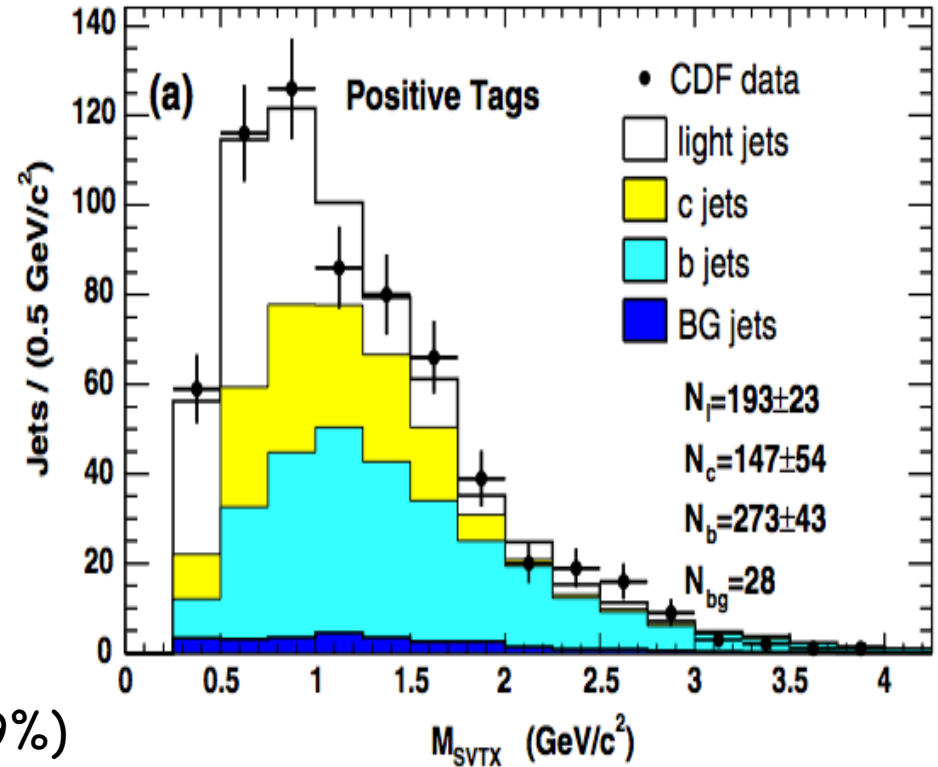 140
120
100
80
60
40
20
0
Jets / (0.5 GeV/c²)
(a) Positive Tags
CDF data
light jets
c jets
b jets
BG jets
Nₗ=193±23
N_c=147±54
N_b=273±43
N_bg=28
0 0.5 1 1.5 2 2.5 3 3.5 4
M_SVTX (GeV/c²)
9%)